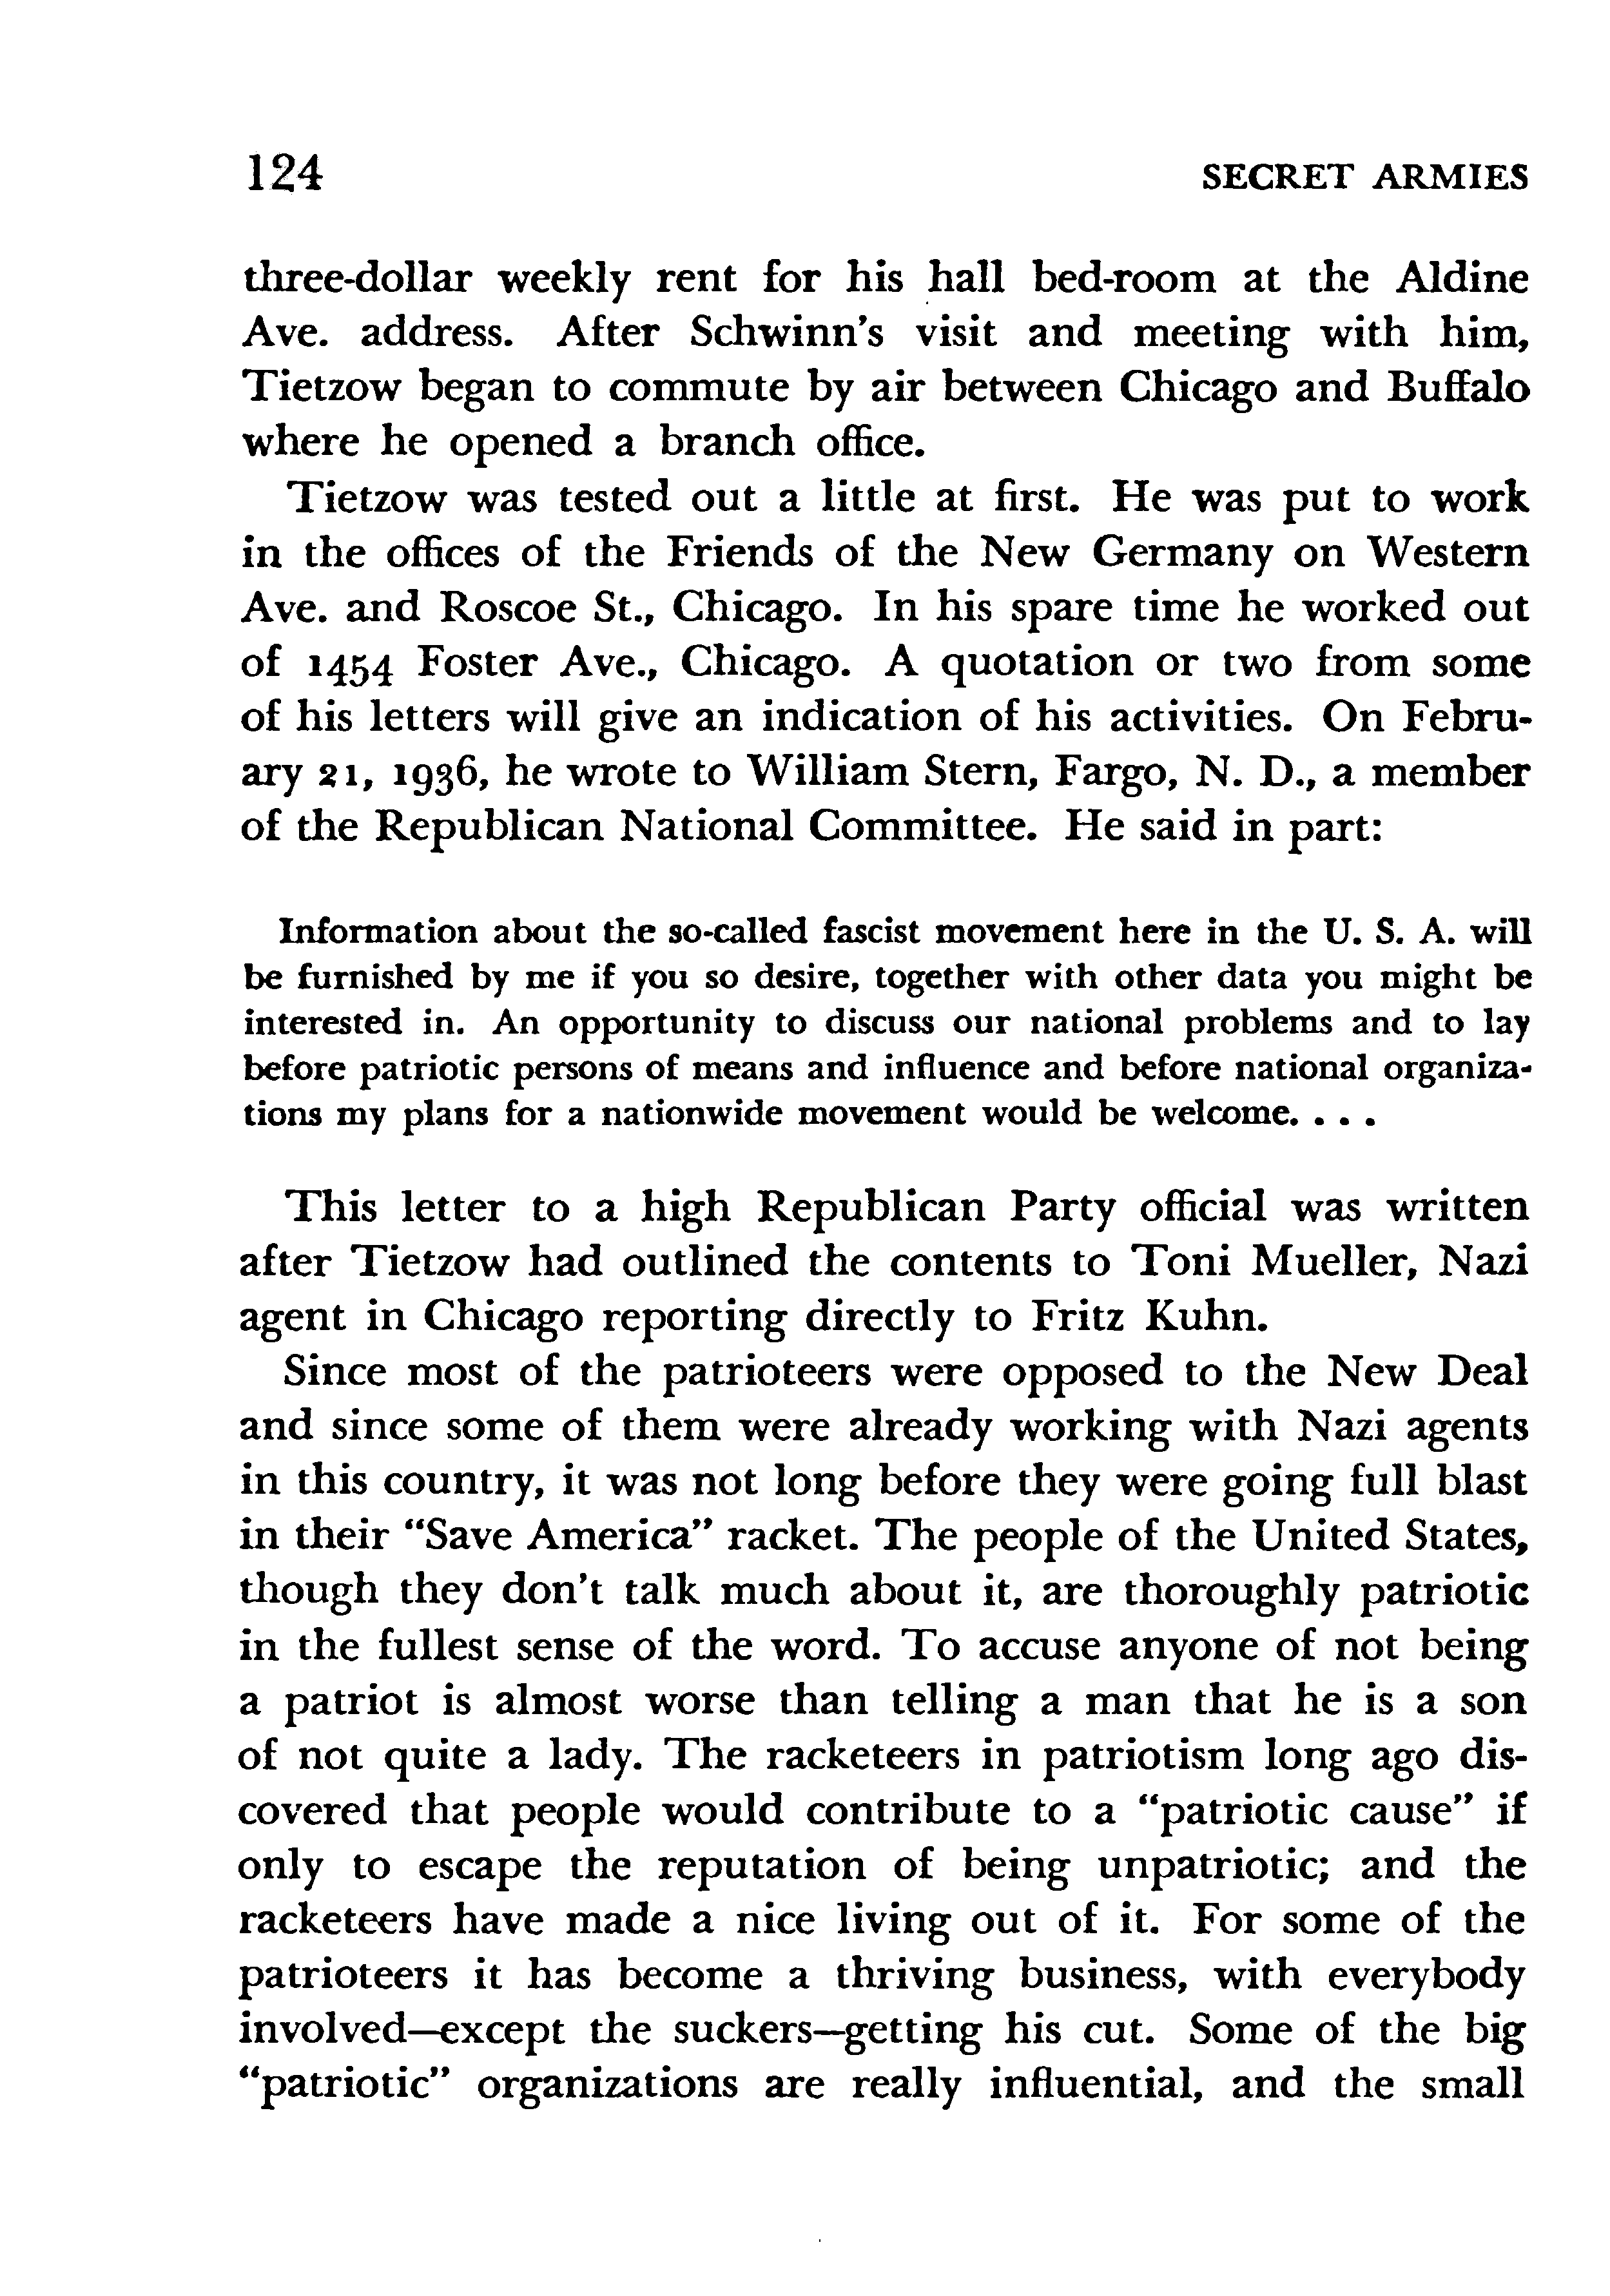 124 SECRET ARMIES
three-dollar weekly rent for his hall bed-room at the Aldine
Ave. address. After Schwinn's visit and meeting with him,
Tietzow began to commute by air between Chicago and Buffalo
where he opened a branch office.
Tietzow was tested out a little at first. He was put to work
in the offices of the Friends of the New Germany on Western
Ave. and Roscoe St., Chicago. In his spare time he worked out
of 1454 Foster Ave., Chicago. A quotation or two from some
of his letters will give an indication of his activities. On Febru-
ary 21, 1936, he wrote to William Stern, Fargo, N. D., a member
of the Republican National Committee. He said in part:
Information about the so-called fascist movement here in the U. S. A. will
be furnished by me if you so desire, together with other data you might be
interested in. An opportunity to discuss our national problems and to lay
before patriotic persons of means and influence and before national organiza-
tions my plans for a nationwide movement would be welcome. . . .
This letter to a high Republican Party official was written
after Tietzow had outlined the contents to Toni Mueller, Nazi
agent in Chicago reporting directly to Fritz Kuhn.
Since most of the patrioteers were opposed to the New Deal
and since some of them were already working with Nazi agents
in this country, it was not long before they were going full blast
in their "Save America" racket. The people of the United States,
though they don't talk much about it, are thoroughly patriotic
in the fullest sense of the word. To accuse anyone of not being
a patriot is almost worse than telling a man that he is a son
of not quite a lady. The racketeers in patriotism long ago dis-
covered that people would contribute to a "patriotic cause" if
only to escape the reputation of being unpatriotic; and the
racketeers have made a nice living out of it. For some of the
patrioteers it has become a thriving business, with everybody
involved—except the suckers—getting his cut. Some of the big
"patriotic" organizations are really influential, and the small